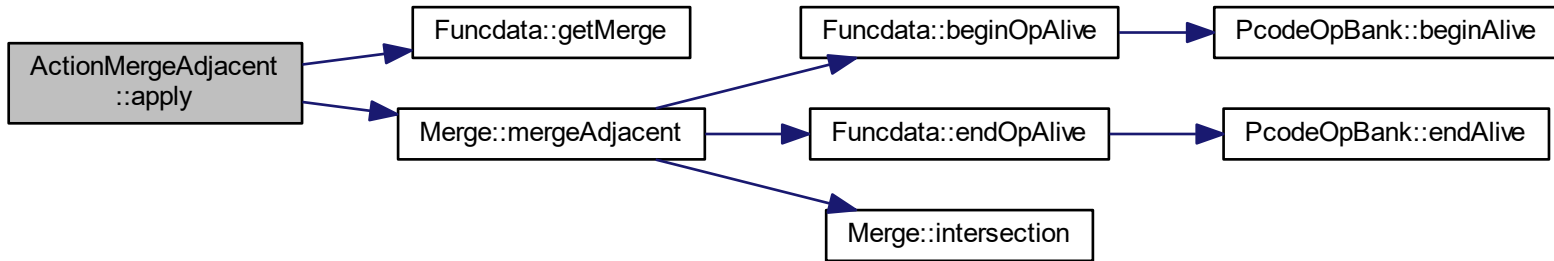 ActionMergeAdjacent
::apply
Funcdata::getMerge
Merge::mergeAdjacent
Funcdata::beginOpAlive
Funcdata::endOpAlive
Merge::intersection
PcodeOpBank::beginAlive
PcodeOpBank::endAlive